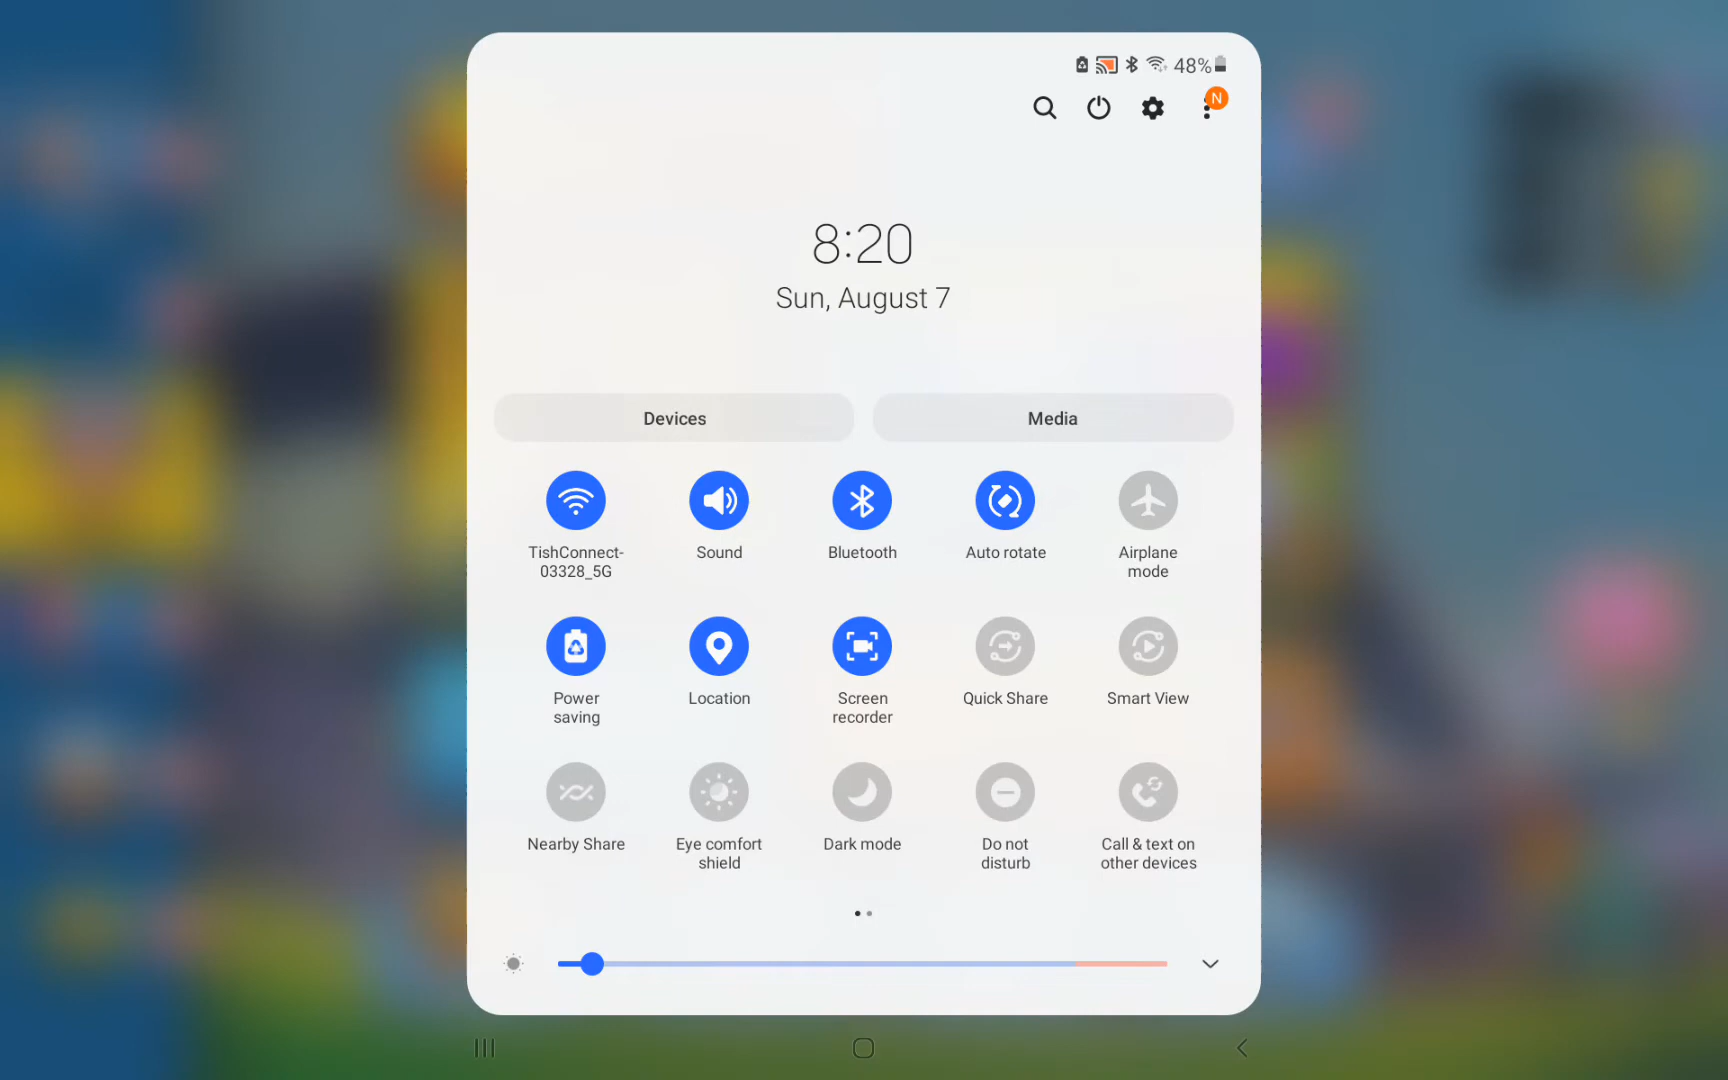 48%
N
8:20
Sun, August 7
Devices
Media
TishConnect-
03328_5G
Sound
Bluetooth
Auto rotate
Airplane
mode
Power
saving
Location
Screen
recorder
Quick Share
Smart View
Nearby Share
Eye comfort
shield
Dark mode
Do not
disturb
Call & text on
other devices